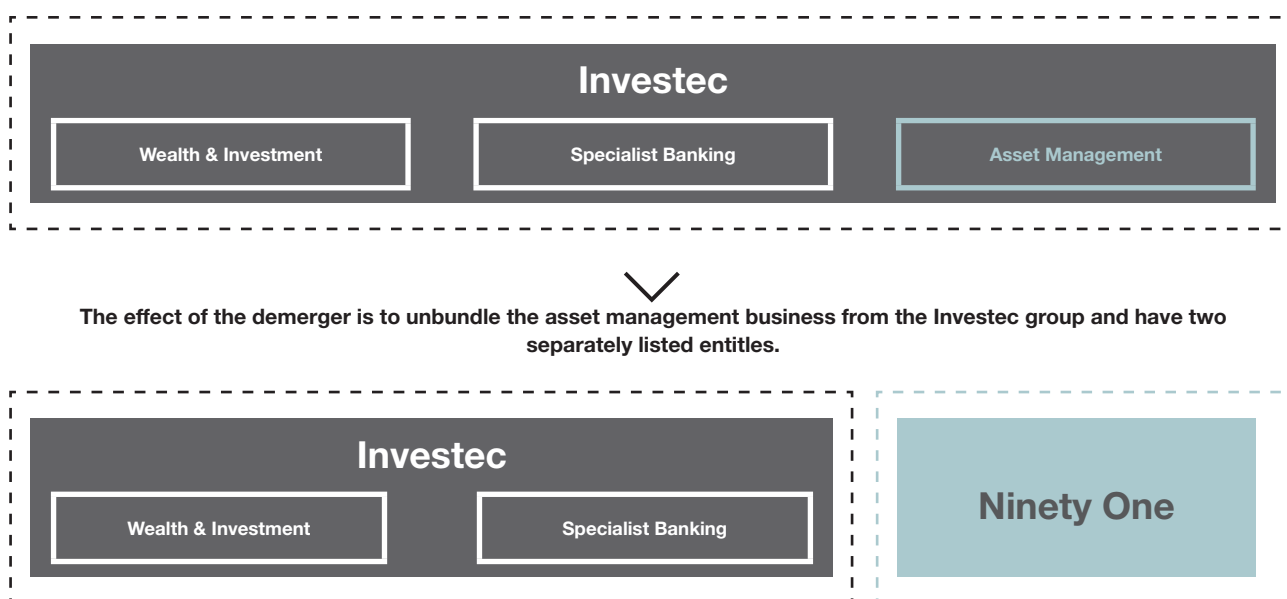 Investec
Wealth & Investment
Specialist Banking
Asset Management
The effect of the demerger is to unbundle the asset management business from the Investec group and have two
separately listed entitles.
Investec
Wealth & Investment
Specialist Banking
Ninety One